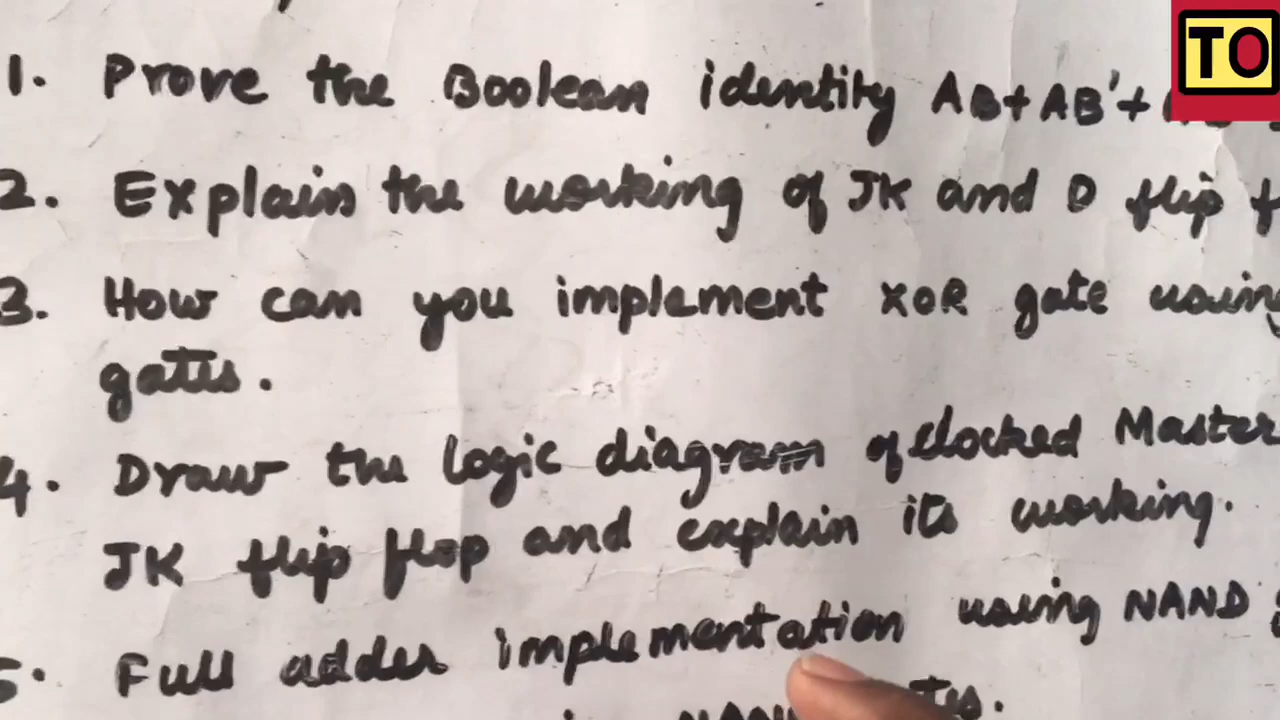 TO
1. Prove the Boolean identity AB+AB'+
2. Explain the working of JK and D flip f
3. How can you implement XOR gate using
gates.
4. Draw the logic diagram of clocked Master
JK flip flop and explain its working.
5. Full adder implementation using NAND